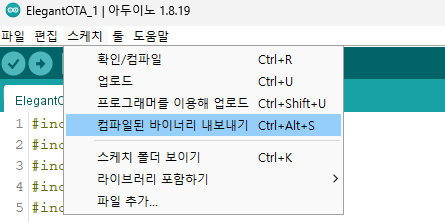 ElegantOTA_1 | 아두이노 1.8.19
파일 편집 스케치 툴 도움말
확인/컴파일 Ctrl+R
업로드 Ctrl+U
프로그래머를 이용해 업로드 Ctrl+Shift+U
컴파일된 바이너리 내보내기 Ctrl+Alt+S
스케치 폴더 보이기 Ctrl+K
라이브러리 포함하기
파일 추가...
ElegantO
1 #inc
2 #inc
3 #inc
4 #inc
5 #inc